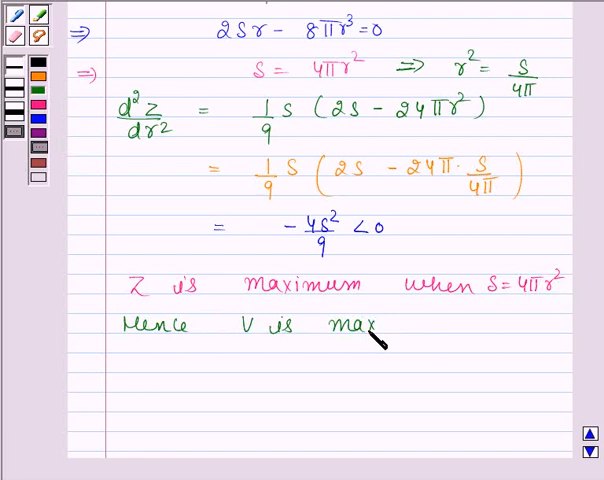 ⇒ 2Sr - 8πr³ = 0
⇒ S = 4πr² ⇒ r² = S/4π
d²Z/dr² = 1/9 S (2S - 24πr²)
= 1/9 S (2S - 24π · S/4π)
= - 4S²/9 < 0
Z is maximum when S = 4πr²
Hence V is max